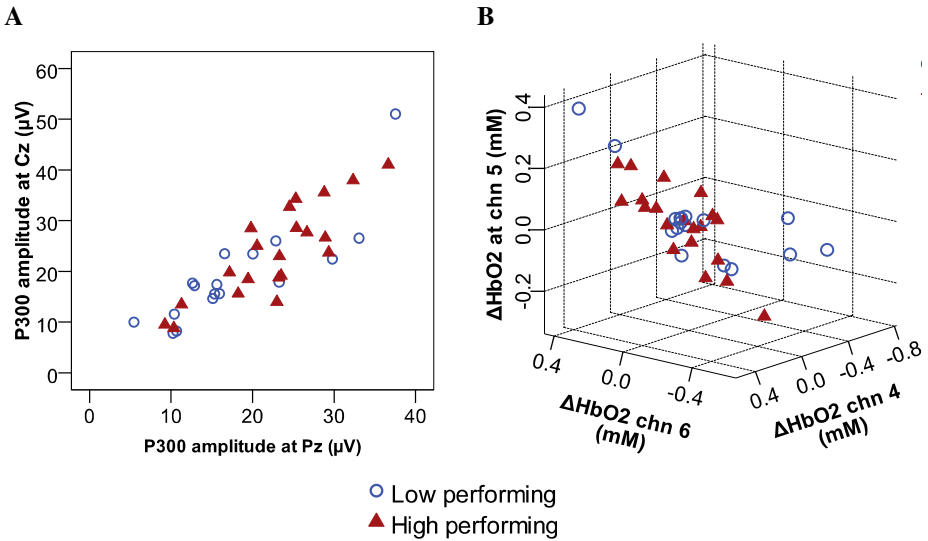 A
B
60
50
40
30
20
10
0
P300 amplitude at Cz (µV)
0 10 20 30 40
P300 amplitude at Pz (µV)
0.4
0.2
0.0
-0.2
ΔHbO2 at chn 5 (mM)
0.4 0.0 -0.4
ΔHbO2 chn 6
(mM)
0.4 0.0 -0.4 -0.8
ΔHbO2 chn 4
(mM)
Low performing
High performing